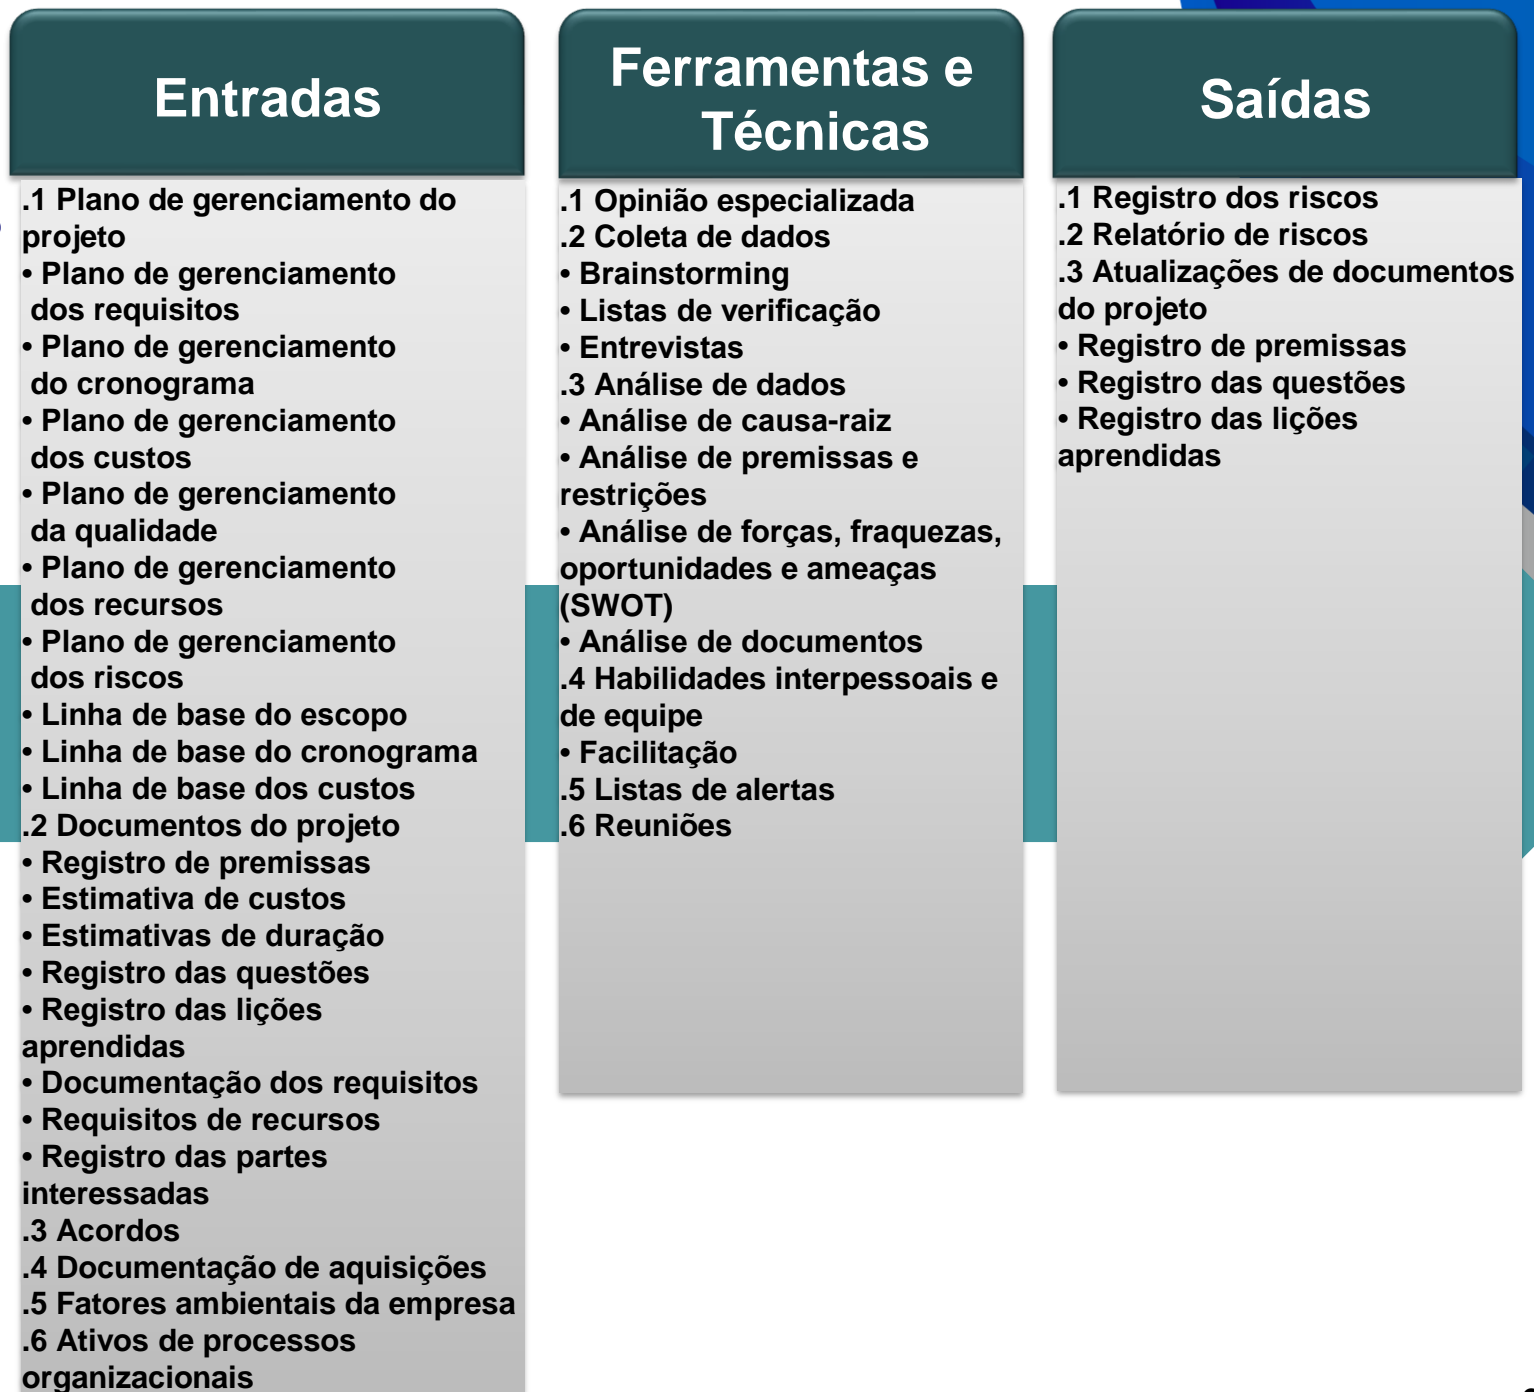 Entradas
.1 Plano de gerenciamento do
projeto
• Plano de gerenciamento
dos requisitos
• Plano de gerenciamento
do cronograma
• Plano de gerenciamento
dos custos
• Plano de gerenciamento
da qualidade
• Plano de gerenciamento
dos recursos
• Plano de gerenciamento
dos riscos
• Linha de base do escopo
• Linha de base do cronograma
• Linha de base dos custos
.2 Documentos do projeto
• Registro de premissas
• Estimativa de custos
• Estimativas de duração
• Registro das questões
• Registro das lições
aprendidas
• Documentação dos requisitos
• Requisitos de recursos
• Registro das partes
interessadas
.3 Acordos
.4 Documentação de aquisições
.5 Fatores ambientais da empresa
.6 Ativos de processos
organizacionais
Ferramentas e
Técnicas
.1 Opinião especializada
.2 Coleta de dados
• Brainstorming
• Listas de verificação
• Entrevistas
.3 Análise de dados
• Análise de causa-raiz
• Análise de premissas e
restrições
• Análise de forças, fraquezas,
oportunidades e ameaças
(SWOT)
• Análise de documentos
.4 Habilidades interpessoais e
de equipe
• Facilitação
.5 Listas de alertas
.6 Reuniões
Saídas
.1 Registro dos riscos
.2 Relatório de riscos
.3 Atualizações de documentos
do projeto
• Registro de premissas
• Registro das questões
• Registro das lições
aprendidas